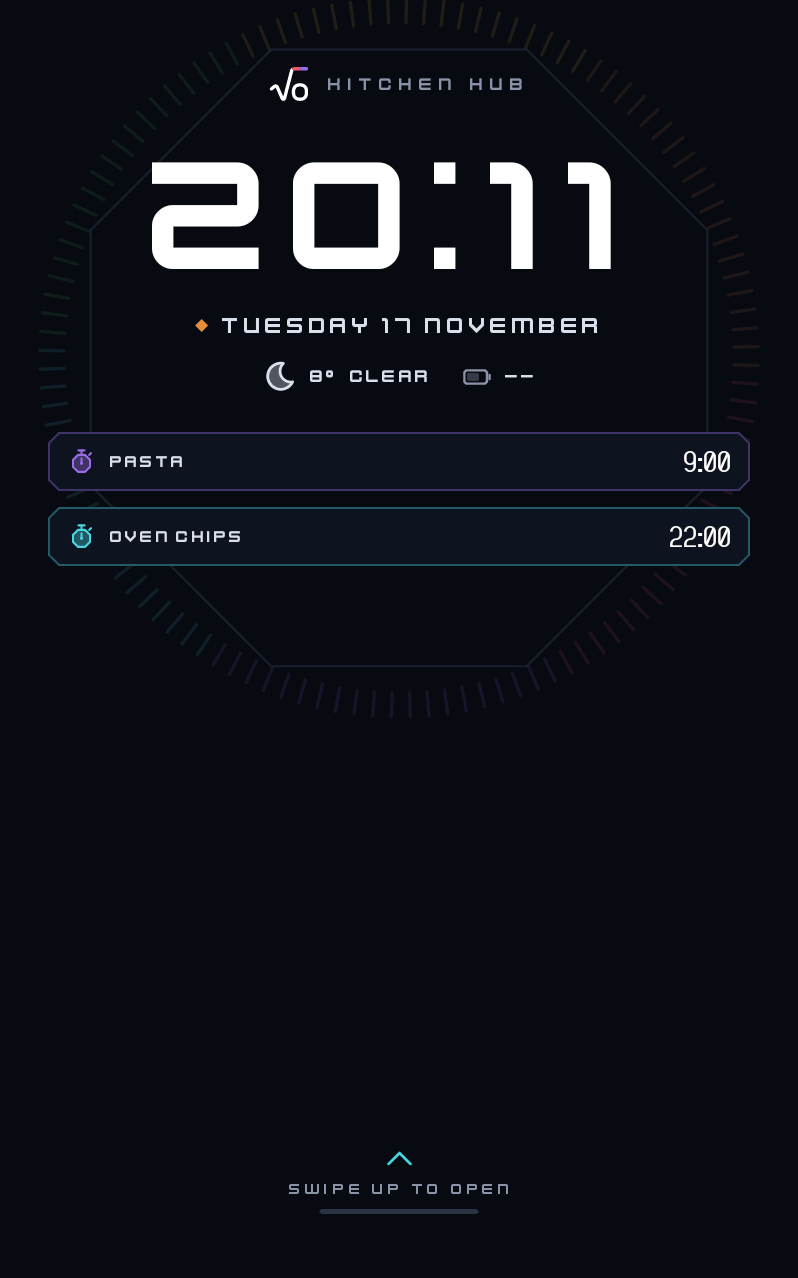 √o KITCHEN HUB
20:11
TUESDAY 17 NOVEMBER
8° CLEAR --
PASTA 9:00
OVEN CHIPS 22:00
SWIPE UP TO OPEN